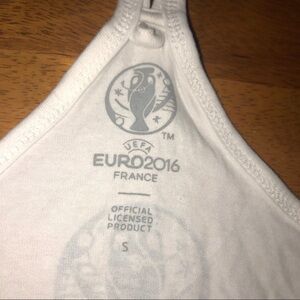 TM
UEFA
EURO2016
FRANCE
OFFICIAL
LICENSED
PRODUCT
S